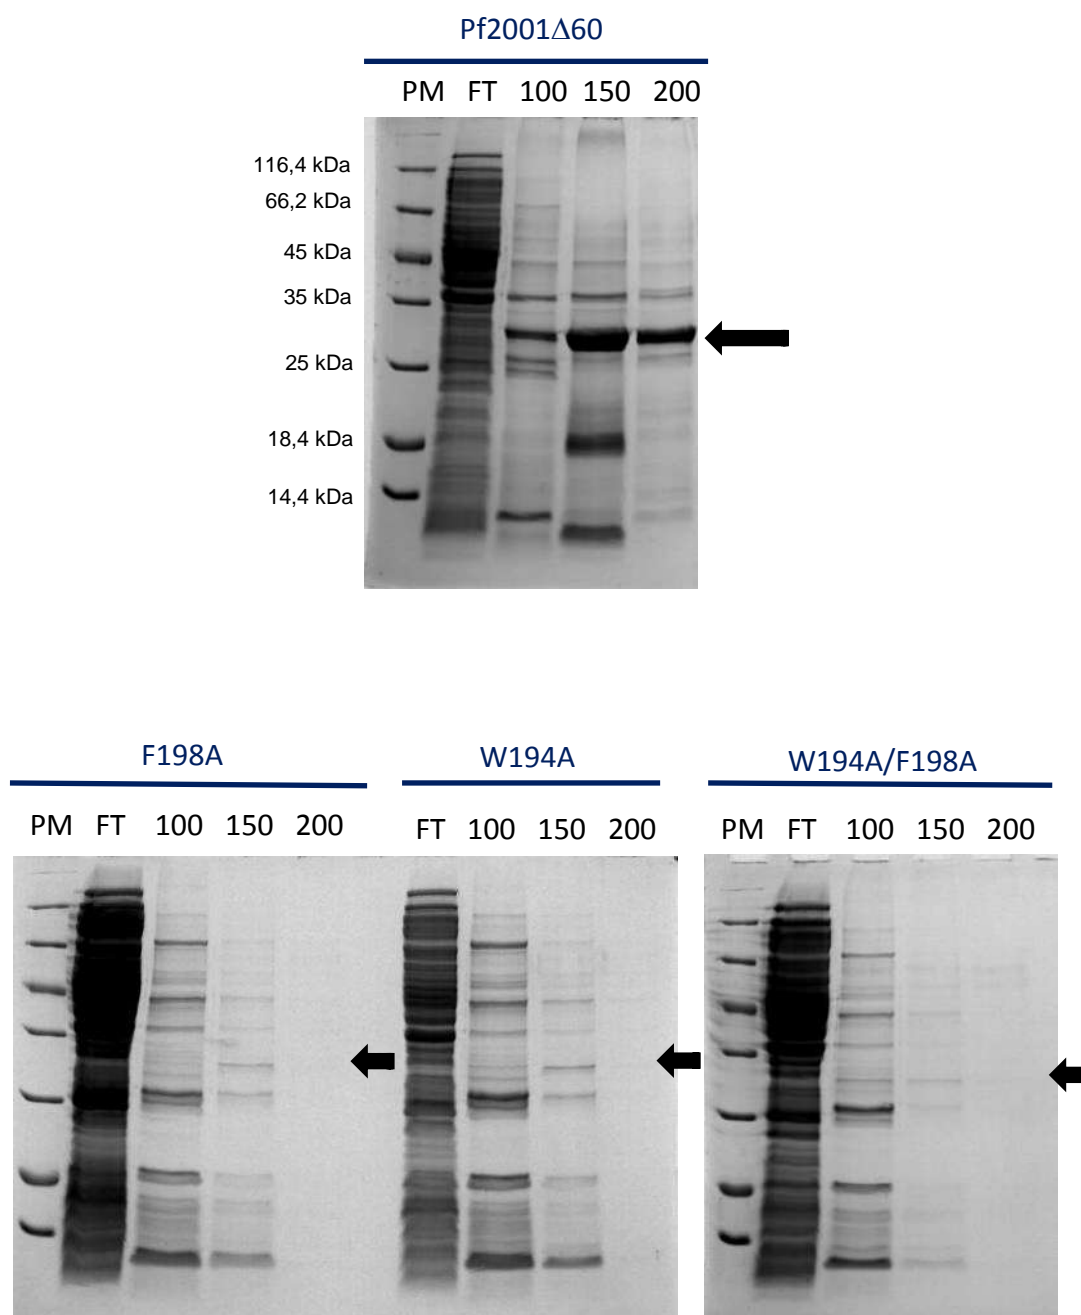 Pf2001Δ60
PM FT 100 150 200
116,4 kDa
66,2 kDa
45 kDa
35 kDa
25 kDa
18,4 kDa
14,4 kDa
F198A W194A W194A/F198A
PM FT 100 150 200 FT 100 150 200 PM FT 100 150 200